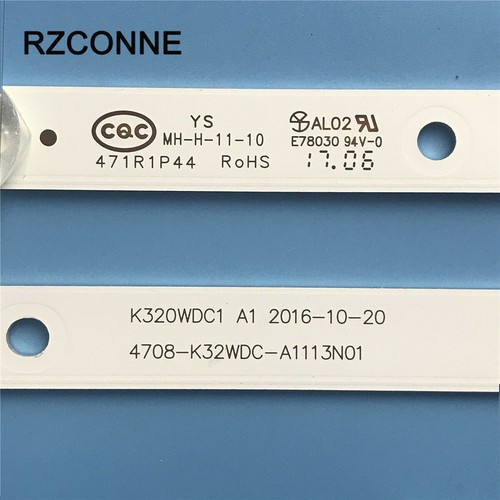 RZCONNE
CQC YS AL02
MH-H-11-10 E78030 94V-0
471R1P44 RoHS 17.06
K320WDC1 A1 2016-10-20
4708-K32WDC-A1113N01